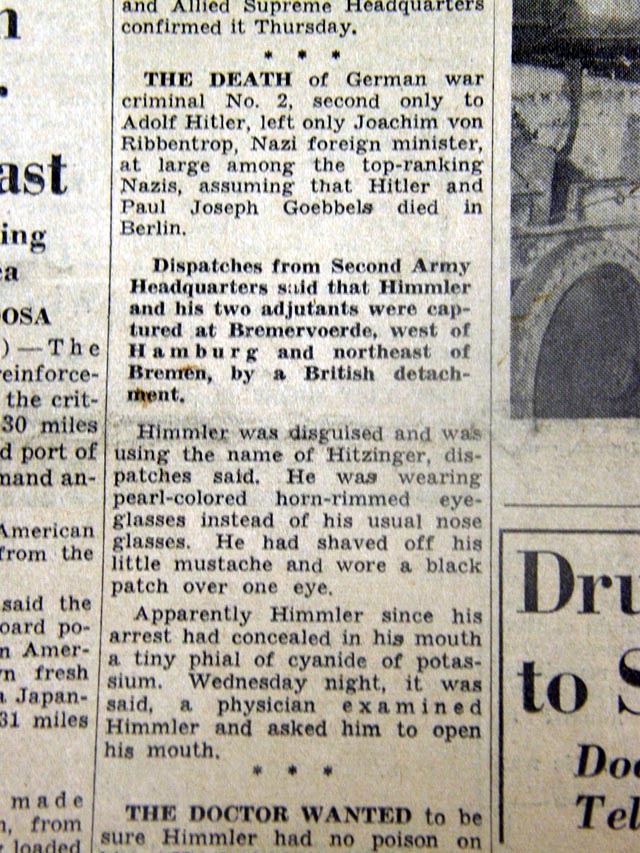 and Allied Supreme Headquarters
confirmed it Thursday.
* * *
THE DEATH of German war
criminal No. 2, second only to
Adolf Hitler, left only Joachim von
Ribbentrop, Nazi foreign minister,
at large among the top-ranking
Nazis, assuming that Hitler and
Paul Joseph Goebbels died in
Berlin.
Dispatches from Second Army
Headquarters said that Himmler
and his two adjutants were cap-
tured at Bremervoerde, west of
Hamburg and northeast of
Bremen, by a British detach-
ment.
Himmler was disguised and was
using the name of Hitzinger, dis-
patches said. He was wearing
pearl-colored horn-rimmed eye-
glasses instead of his usual nose
glasses. He had shaved off his
little mustache and wore a black
patch over one eye.
Apparently Himmler since his
arrest had concealed in his mouth
a tiny phial of cyanide of potas-
sium. Wednesday night, it was
said, a physician examined
Himmler and asked him to open
his mouth.
* * *
THE DOCTOR WANTED to be
sure Himmler had no poison on
ast
ing
OSA
) — The
reinforce-
the crit-
30 miles
d port of
mand an-
American
from the
said the
oard po-
n Amer-
n fresh
a Japan-
31 miles
made
, from
loaded
Dru
to S
Do
Tel